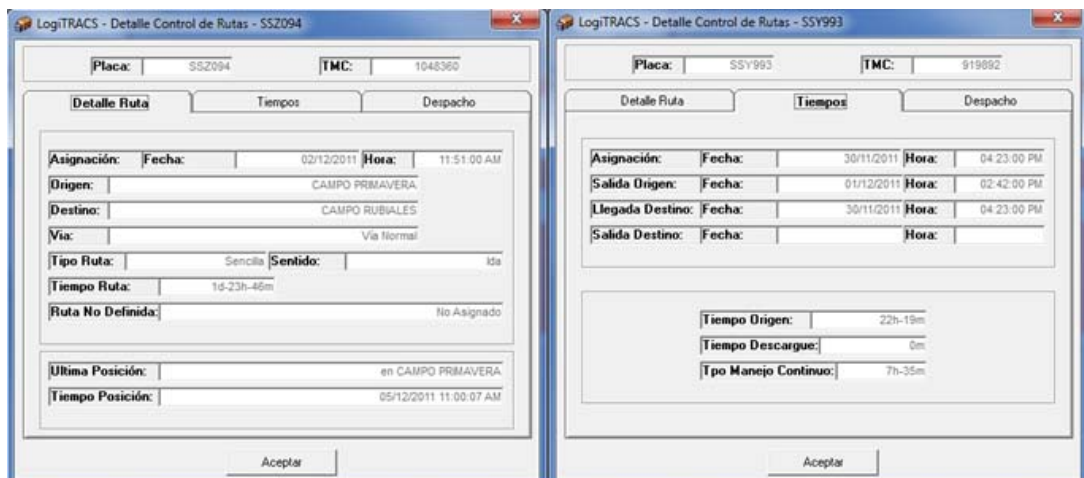 LogiTRACS - Detalle Control de Rutas - SSZ094
Placa: SSZ094 TMC: 1048360
Detalle Ruta Tiempos Despacho
Asignación: Fecha: 02/12/2011 Hora: 11:51:00 AM
Origen: CAMPO PRIMAVERA
Destino: CAMPO RUBIALES
Via: Vía Normal
Tipo Ruta: Sencilla Sentido: Ida
Tiempo Ruta: 1d-23h-46m
Ruta No Definida: No Asignado
Ultima Posición: en CAMPO PRIMAVERA
Tiempo Posición: 05/12/2011 11:00:07 AM
Aceptar
LogiTRACS - Detalle Control de Rutas - SSY993
Placa: SSY993 TMC: 919892
Detalle Ruta Tiempos Despacho
Asignación: Fecha: 30/11/2011 Hora: 04:23:00 PM
Salida Origen: Fecha: 01/12/2011 Hora: 02:42:00 PM
Llegada Destino: Fecha: 30/11/2011 Hora: 04:23:00 PM
Salida Destino: Fecha: Hora:
Tiempo Origen: 22h-19m
Tiempo Descargue: 0m
Tpo Manejo Continuo: 7h-35m
Aceptar